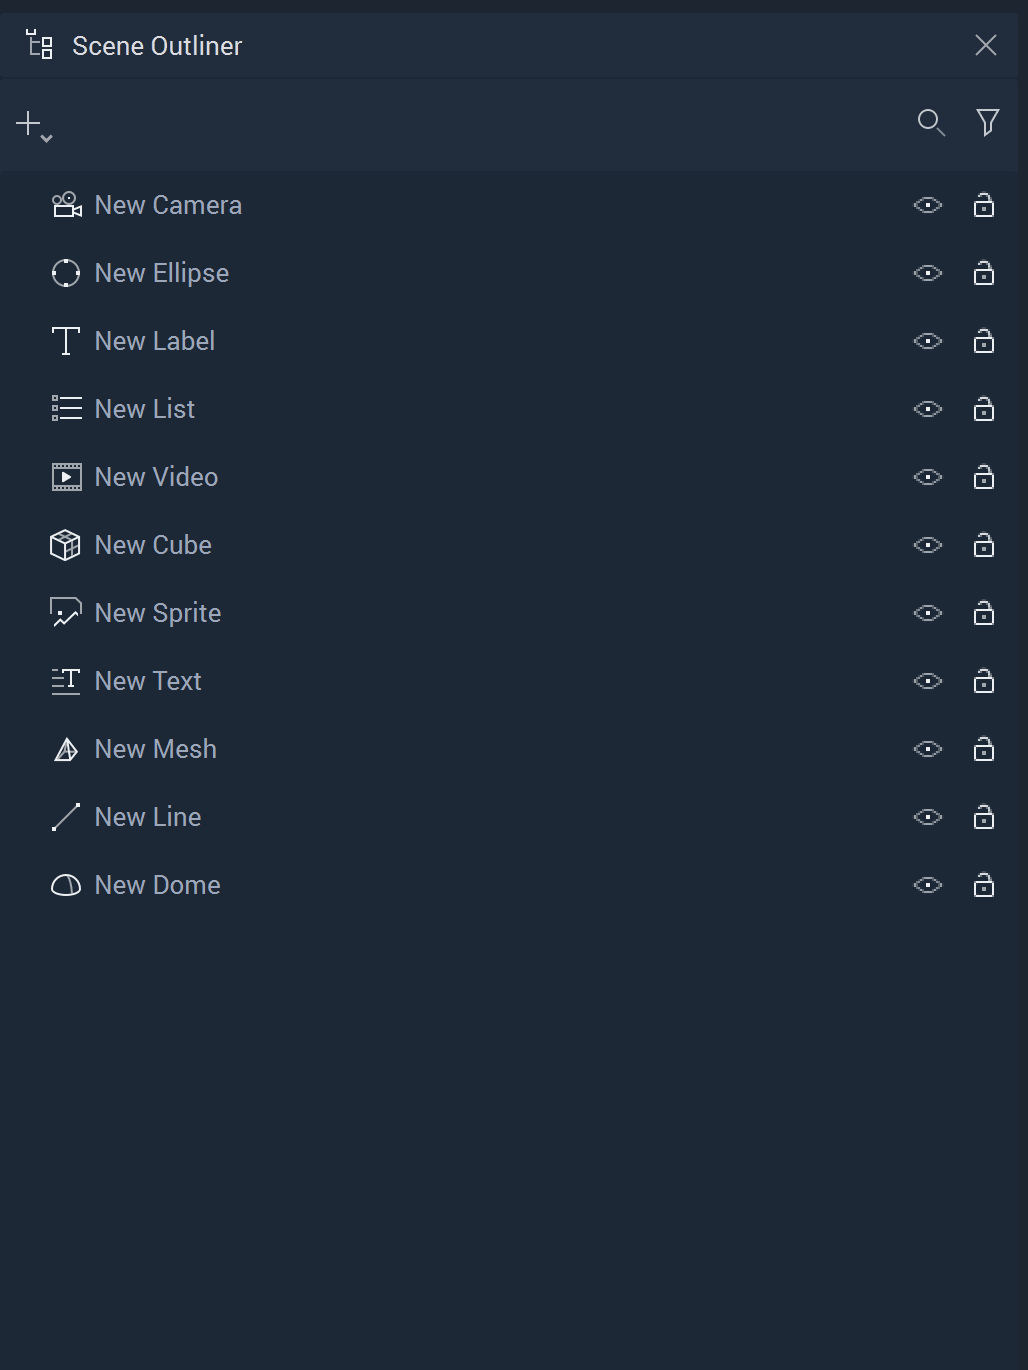 Scene Outliner
New Camera
New Ellipse
New Label
New List
New Video
New Cube
New Sprite
New Text
New Mesh
New Line
New Dome